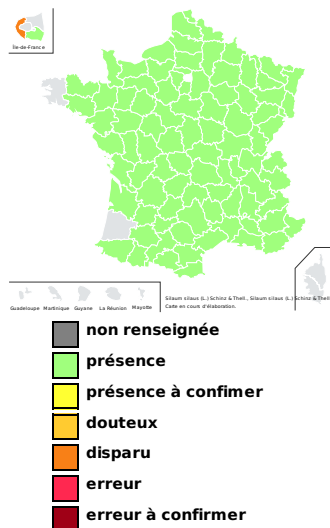 Île-de-France
Guadeloupe Martinique Guyane La Réunion Mayotte
Silaum silaus (L.) Schinz & Thell., Silaum silaus (L.) Schinz & Thell
Carte en cours d'élaboration.
non renseignée
présence
présence à confimer
douteux
disparu
erreur
erreur à confirmer